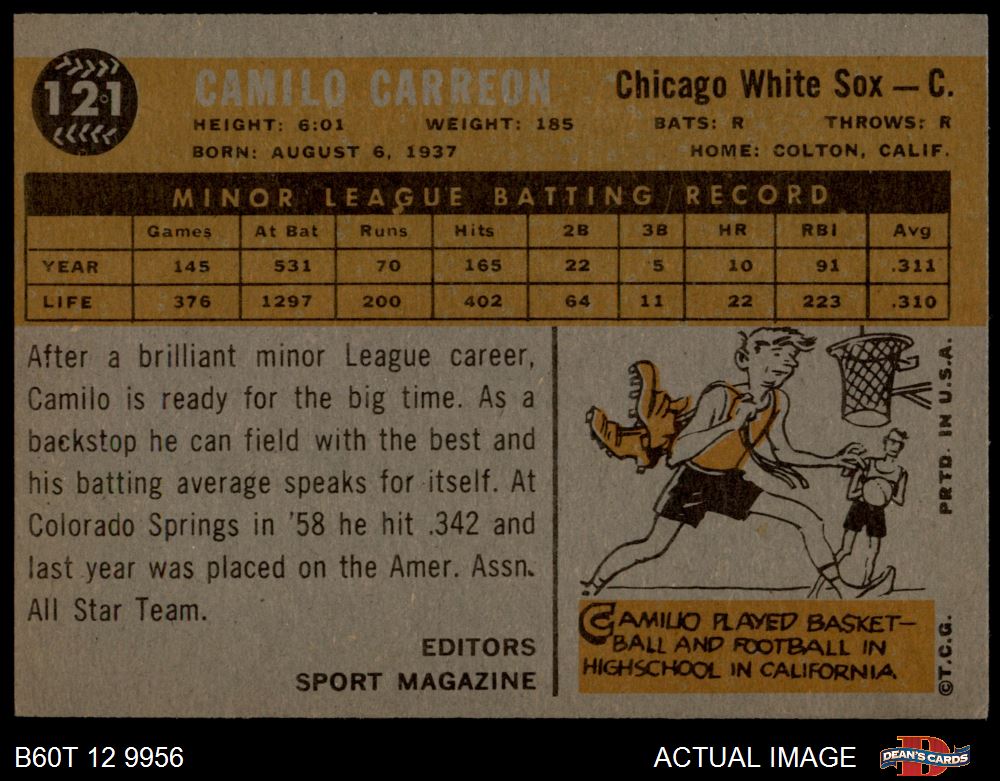 121
CAMILO CARREON
Chicago White Sox — C.
HEIGHT: 6:01 WEIGHT: 185 BATS: R THROWS: R
BORN: AUGUST 6, 1937 HOME: COLTON, CALIF.
MINOR LEAGUE BATTING RECORD
Games At Bat Runs Hits 2B 3B HR RBI Avg
YEAR 145 531 70 165 22 5 10 91 .311
LIFE 376 1297 200 402 64 11 22 223 .310
After a brilliant minor League career,
Camilo is ready for the big time. As a
backstop he can field with the best and
his batting average speaks for itself. At
Colorado Springs in '58 he hit .342 and
last year was placed on the Amer. Assn.
All Star Team.
EDITORS
SPORT MAGAZINE
CAMILIO PLAYED BASKET-
BALL AND FOOTBALL IN
HIGHSCHOOL IN CALIFORNIA.
PRTD. IN U.S.A.
©T.C.G.
B60T 12 9956
ACTUAL IMAGE
DEAN'S CARDS